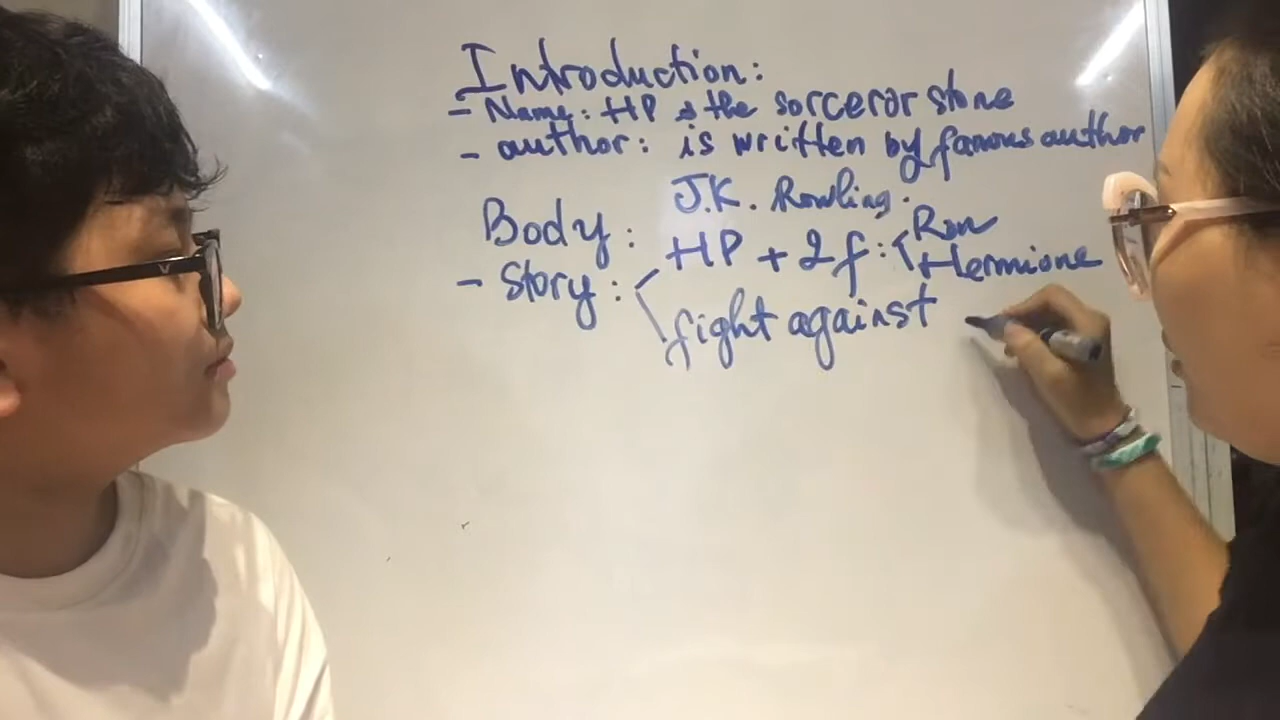 Introduction:
- Name: HP & the sorceror stone
- author: is written by famous author
J.K. Rowling.
Body:
- Story: HP + 2 f: Ron
Hermione
fight against